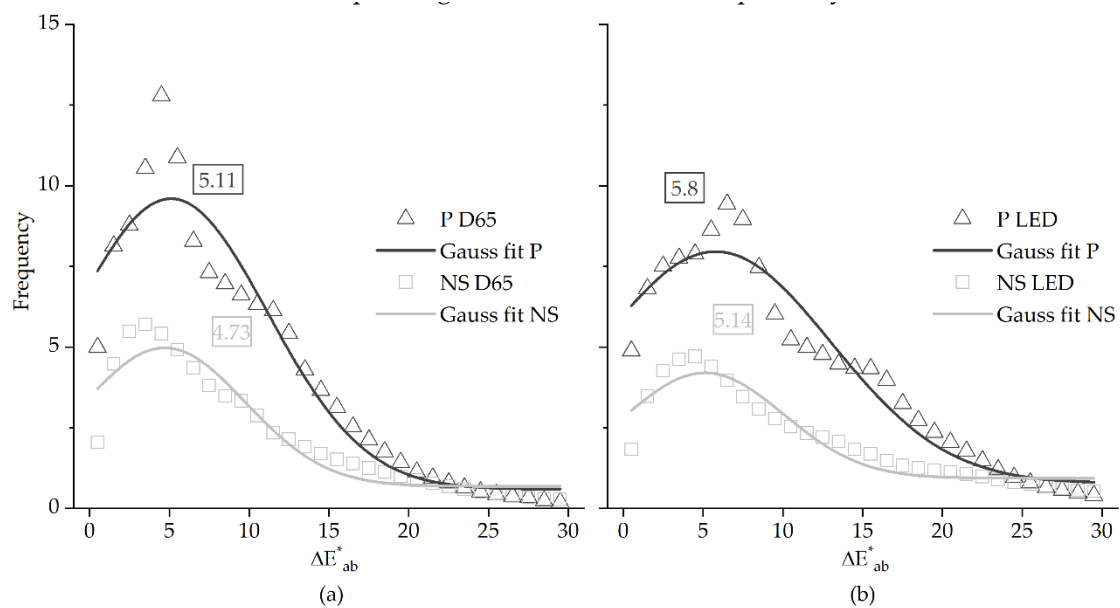 15
10
5
0
Frequency
5.11
4.73
P D65
Gauss fit P
NS D65
Gauss fit NS
0 5 10 15 20 25 30
ΔE*ab
(a)
5.8
5.14
P LED
Gauss fit P
NS LED
Gauss fit NS
0 5 10 15 20 25 30
ΔE*ab
(b)